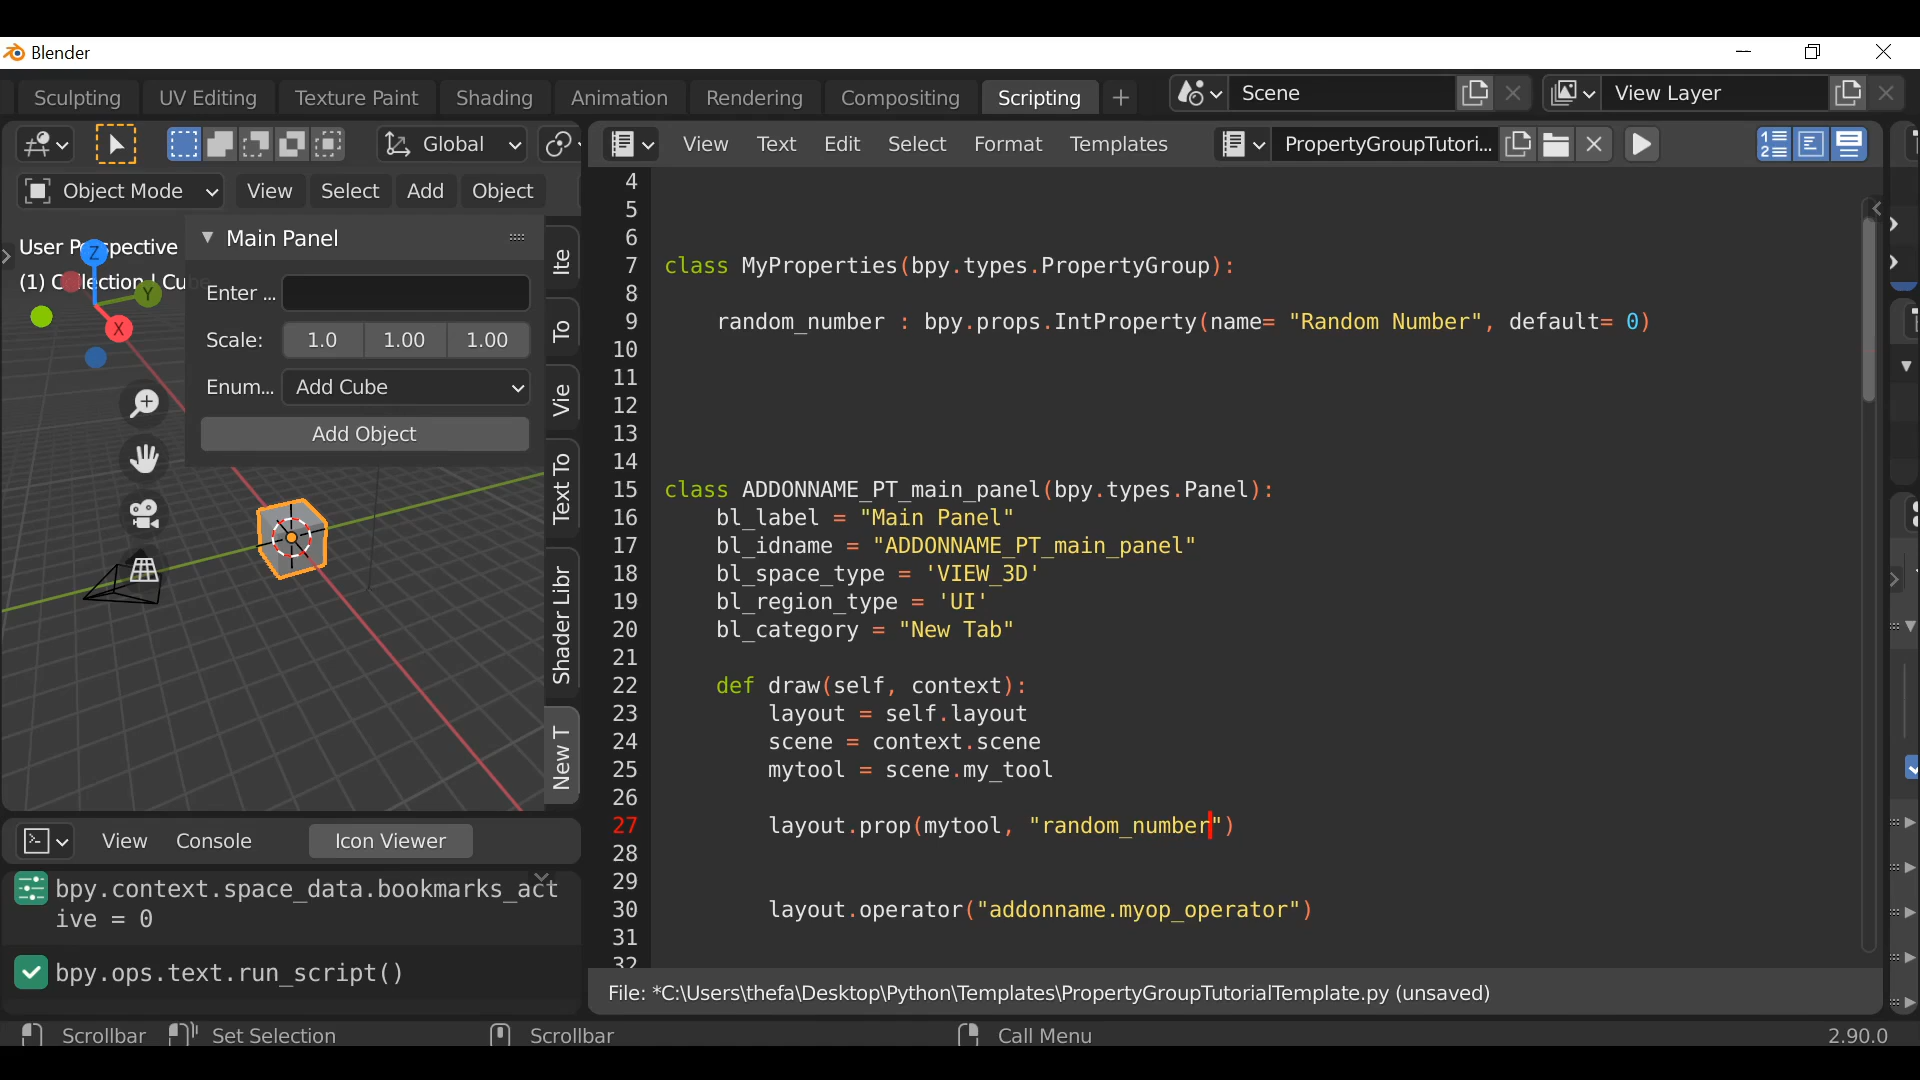 Blender
Sculpting UV Editing Texture Paint Shading Animation Rendering Compositing Scripting + Scene View Layer
Global View Text Edit Select Format Templates PropertyGroupTutori...
Object Mode View Select Add Object
User Perspective
(1) Collection | Cube
Z
Y
X
Main Panel
Enter ...
Scale: 1.0 1.00 1.00
Enum... Add Cube
Add Object
Ite
To
Vie
Text To
Shader Libr
New T
4
5
6
7 class MyProperties(bpy.types.PropertyGroup):
8
9 random_number : bpy.props.IntProperty(name= "Random Number", default= 0)
10
11
12
13
14
15 class ADDONNAME_PT_main_panel(bpy.types.Panel):
16 bl_label = "Main Panel"
17 bl_idname = "ADDONNAME_PT_main_panel"
18 bl_space_type = 'VIEW_3D'
19 bl_region_type = 'UI'
20 bl_category = "New Tab"
21
22 def draw(self, context):
23 layout = self.layout
24 scene = context.scene
25 mytool = scene.my_tool
26
27 layout.prop(mytool, "random_number")
28
29
30 layout.operator("addonname.myop_operator")
31
32
View Console Icon Viewer
bpy.context.space_data.bookmarks_act
ive = 0
bpy.ops.text.run_script()
File: *C:\Users\thefa\Desktop\Python\Templates\PropertyGroupTutorialTemplate.py (unsaved)
Scrollbar Set Selection Scrollbar Call Menu 2.90.0